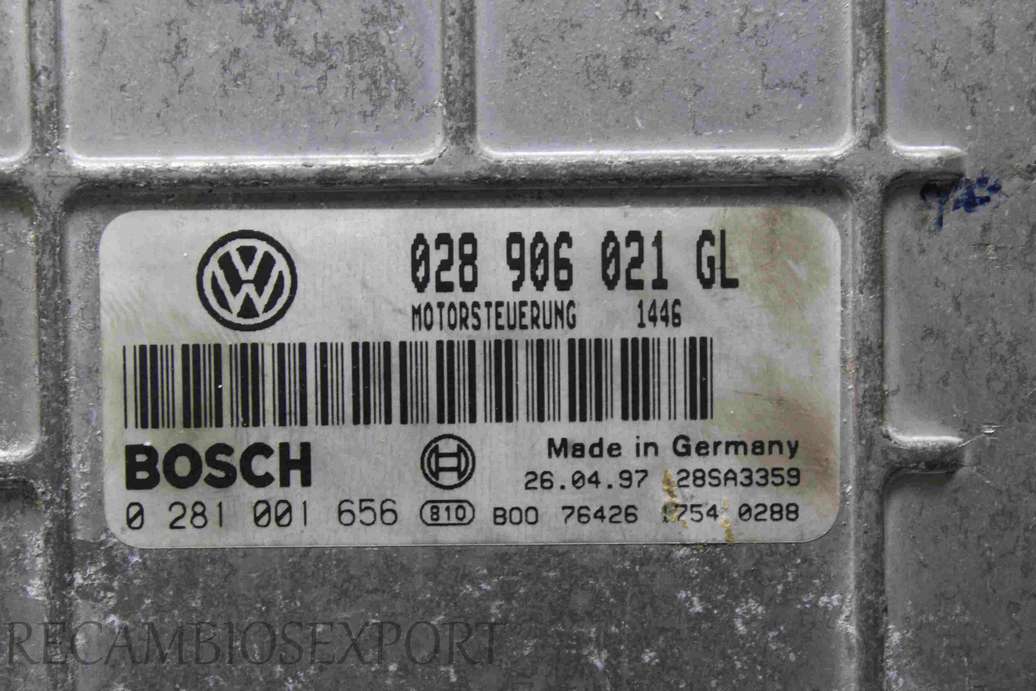 028 906 021 GL
MOTORSTEUERUNG 1446
BOSCH
Made in Germany
26.04.97 28SA3359
0 281 001 656 810 B00 76426 0288
RECAMBIOSEXPORT